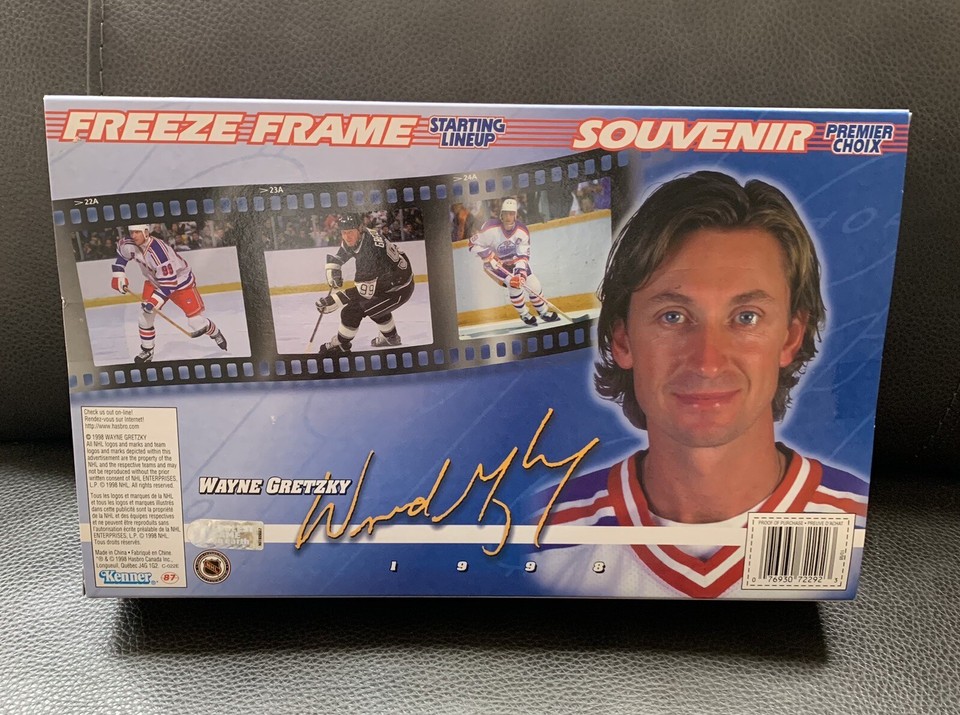 FREEZE FRAME STARTING LINEUP SOUVENIR PREMIER CHOIX
>22A >23A >24A
99
99
Check us out on-line!
Rendez-vous sur Internet!
http://www.hasbro.com
© 1998 WAYNE GRETZKY
All NHL logos and marks and team
logos and marks depicted within this
advertisement are the property of the
NHL and the respective teams and may
not be reproduced without the prior
written consent of NHL ENTERPRISES,
L.P. © 1998 NHL. All rights reserved.
Tous les logos et marques de la NHL
et tous les logos et marques illustrés
dans cette publicité sont la propriété de
la NHL et des équipes respectives et
et ne peuvent être reproduits sans
l'autorisation écrite préalable de la NHL
ENTERPRISES, L.P. © 1998 NHL.
Tous droits réservés.
Made in China • Fabriqué en Chine.
®* & © 1998 Hasbro Canada Inc.,
Longueuil, Québec J4G 1G2
Kenner® 87
WAYNE GRETZKY
1 9 9 8
NHL
PROOF OF PURCHASE • PREUVE D'ACHAT
0 76930 72292 3